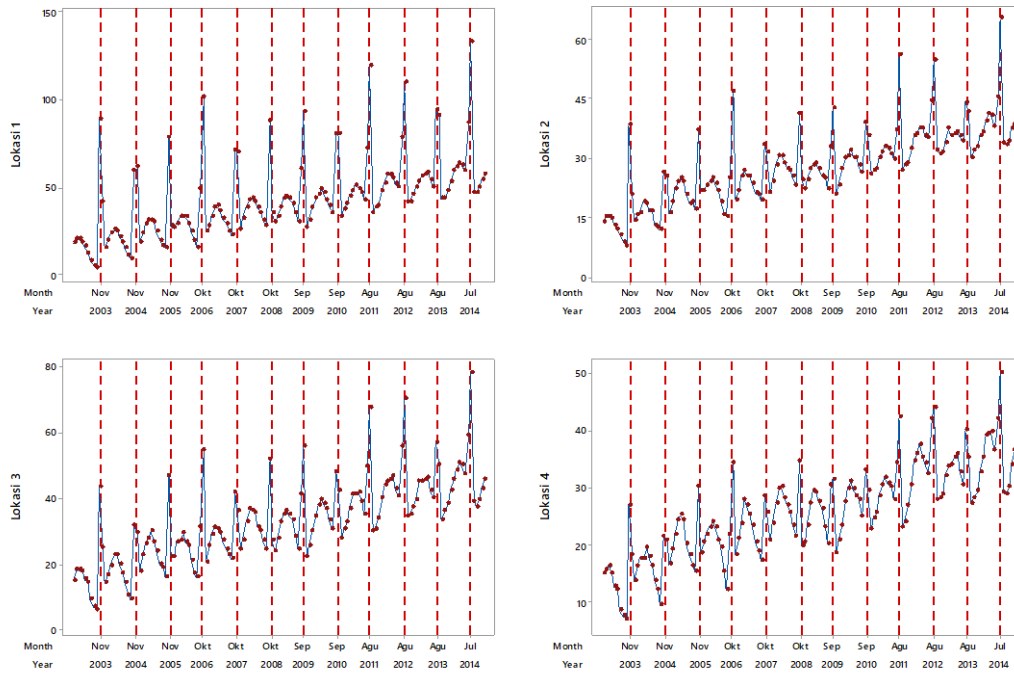 150
100
50
0
Lokasi 1
Month Nov Nov Nov Okt Okt Okt Sep Sep Agu Agu Agu Jul
Year 2003 2004 2005 2006 2007 2008 2009 2010 2011 2012 2013 2014
60
45
30
15
0
Lokasi 2
Month Nov Nov Nov Okt Okt Okt Sep Sep Agu Agu Agu Jul
Year 2003 2004 2005 2006 2007 2008 2009 2010 2011 2012 2013 2014
80
60
40
20
0
Lokasi 3
Month Nov Nov Nov Okt Okt Okt Sep Sep Agu Agu Agu Jul
Year 2003 2004 2005 2006 2007 2008 2009 2010 2011 2012 2013 2014
50
40
30
20
10
Lokasi 4
Month Nov Nov Nov Okt Okt Okt Sep Sep Agu Agu Agu Jul
Year 2003 2004 2005 2006 2007 2008 2009 2010 2011 2012 2013 2014